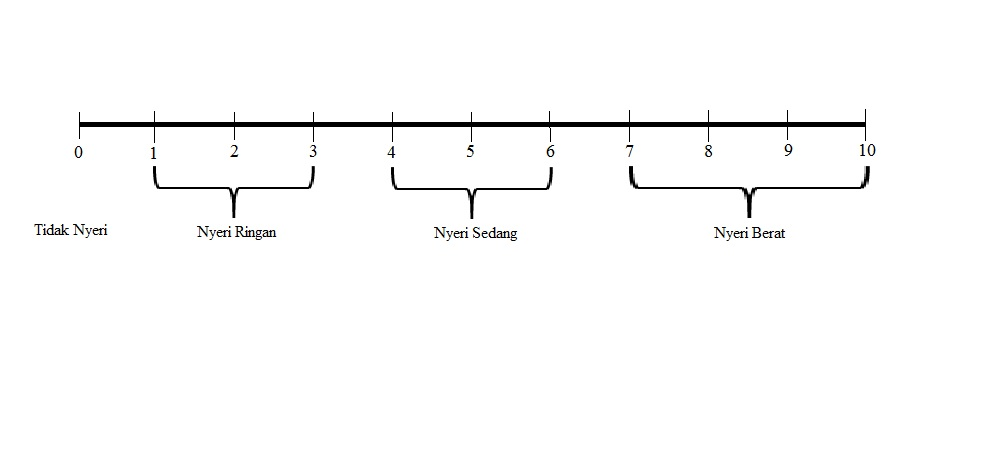 0 1 2 3 4 5 6 7 8 9 10
Tidak Nyeri Nyeri Ringan Nyeri Sedang Nyeri Berat